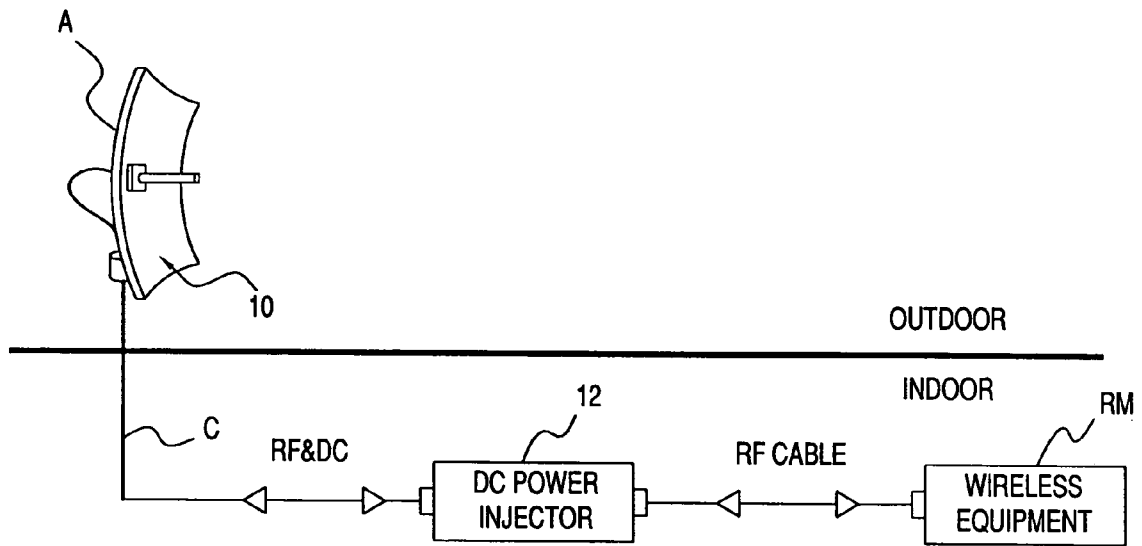 A
10
OUTDOOR
INDOOR
12
RM
C
RF&DC
RF CABLE
DC POWER
INJECTOR
WIRELESS
EQUIPMENT